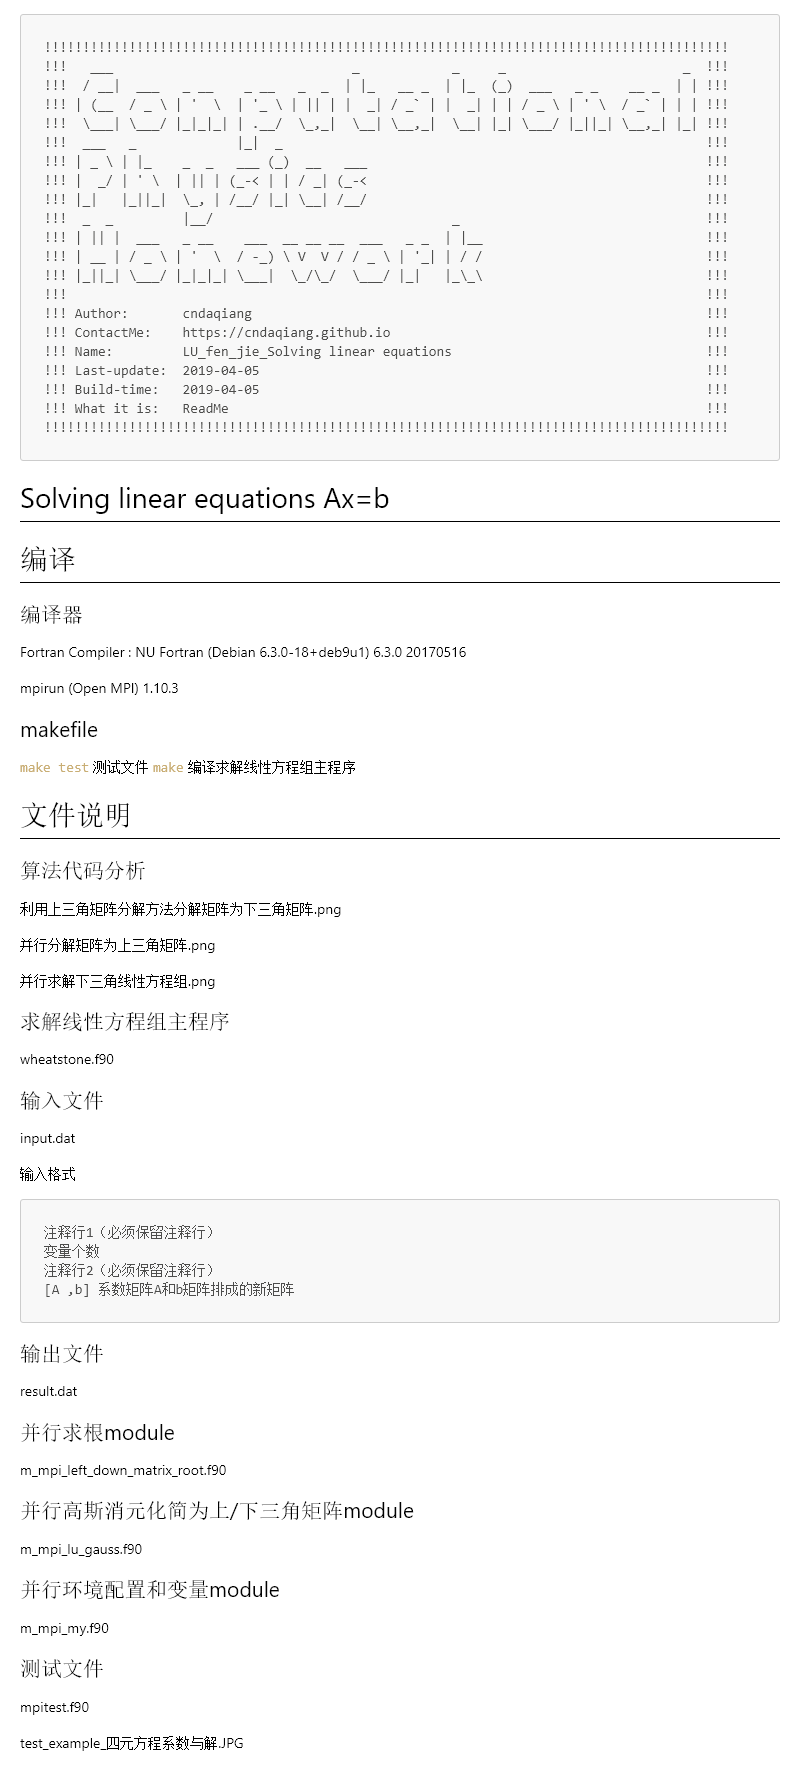 !!!!!!!!!!!!!!!!!!!!!!!!!!!!!!!!!!!!!!!!!!!!!!!!!!!!!!!!!!!!!!!!!!!!!!!!!!!!!!!!!!!!!!!!!
Computational
Physics
Homework
!!! Author:       cndaqiang !!!
!!! ContactMe:    https://cndaqiang.github.io !!!
!!! Name:         LU_fen_jie_Solving linear equations !!!
!!! Last-update:  2019-04-05 !!!
!!! Build-time:   2019-04-05 !!!
!!! What it is:   ReadMe !!!
!!!!!!!!!!!!!!!!!!!!!!!!!!!!!!!!!!!!!!!!!!!!!!!!!!!!!!!!!!!!!!!!!!!!!!!!!!!!!!!!!!!!!!!!!
Solving linear equations Ax=b
编译
编译器
Fortran Compiler : NU Fortran (Debian 6.3.0-18+deb9u1) 6.3.0 20170516
mpirun (Open MPI) 1.10.3
makefile
make test 测试文件 make 编译求解线性方程组主程序
文件说明
算法代码分析
利用上三角矩阵分解方法分解矩阵为下三角矩阵.png
并行分解矩阵为上三角矩阵.png
并行求解下三角线性方程组.png
求解线性方程组主程序
wheatstone.f90
输入文件
input.dat
输入格式
注释行1（必须保留注释行）
变量个数
注释行2（必须保留注释行）
[A ,b] 系数矩阵A和b矩阵排成的新矩阵
输出文件
result.dat
并行求根module
m_mpi_left_down_matrix_root.f90
并行高斯消元化简为上/下三角矩阵module
m_mpi_lu_gauss.f90
并行环境配置和变量module
m_mpi_my.f90
测试文件
mpitest.f90
test_example_四元方程系数与解.JPG